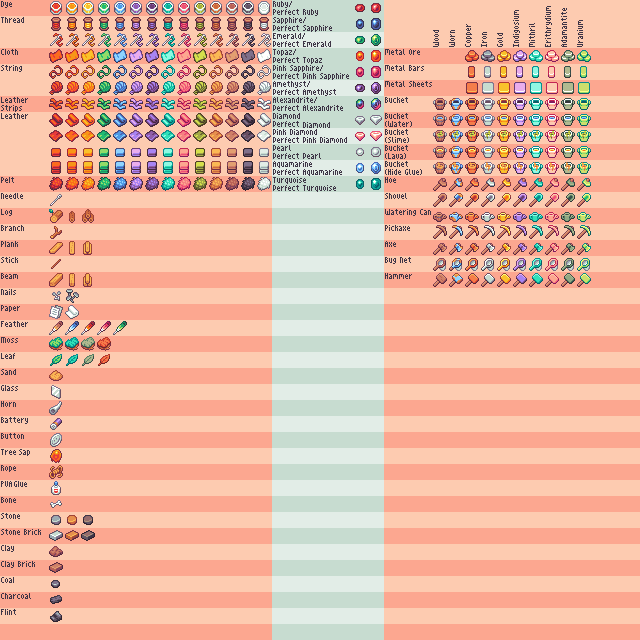 Dye
Thread
Cloth
String
Leather
Strips
Leather
Pelt
Needle
Log
Branch
Plank
Stick
Beam
Nails
Paper
Feather
Moss
Leaf
Sand
Glass
Horn
Battery
Button
Tree Sap
Rope
PVA Glue
Bone
Stone
Stone Brick
Clay
Clay Brick
Coal
Charcoal
Flint
Ruby/
Perfect Ruby
Sapphire/
Perfect Sapphire
Emerald/
Perfect Emerald
Topaz/
Perfect Topaz
Pink Sapphire/
Perfect Pink Sapphire
Amethyst/
Perfect Amethyst
Alexandrite/
Perfect Alexandrite
Diamond
Perfect Diamond
Pink Diamond
Perfect Pink Diamond
Pearl
Perfect Pearl
Aquamarine
Perfect Aquamarine
Turquoise
Perfect Turquoise
Wood
Worn
Copper
Iron
Gold
Indigosium
Mithril
Erithrydium
Adamantite
Uranium
Metal Ore
Metal Bars
Metal Sheets
Bucket
Bucket
(Water)
Bucket
(Slime)
Bucket
(Lava)
Bucket
(Hide Glue)
Hoe
Shovel
Watering Can
Pickaxe
Axe
Bug Net
Hammer